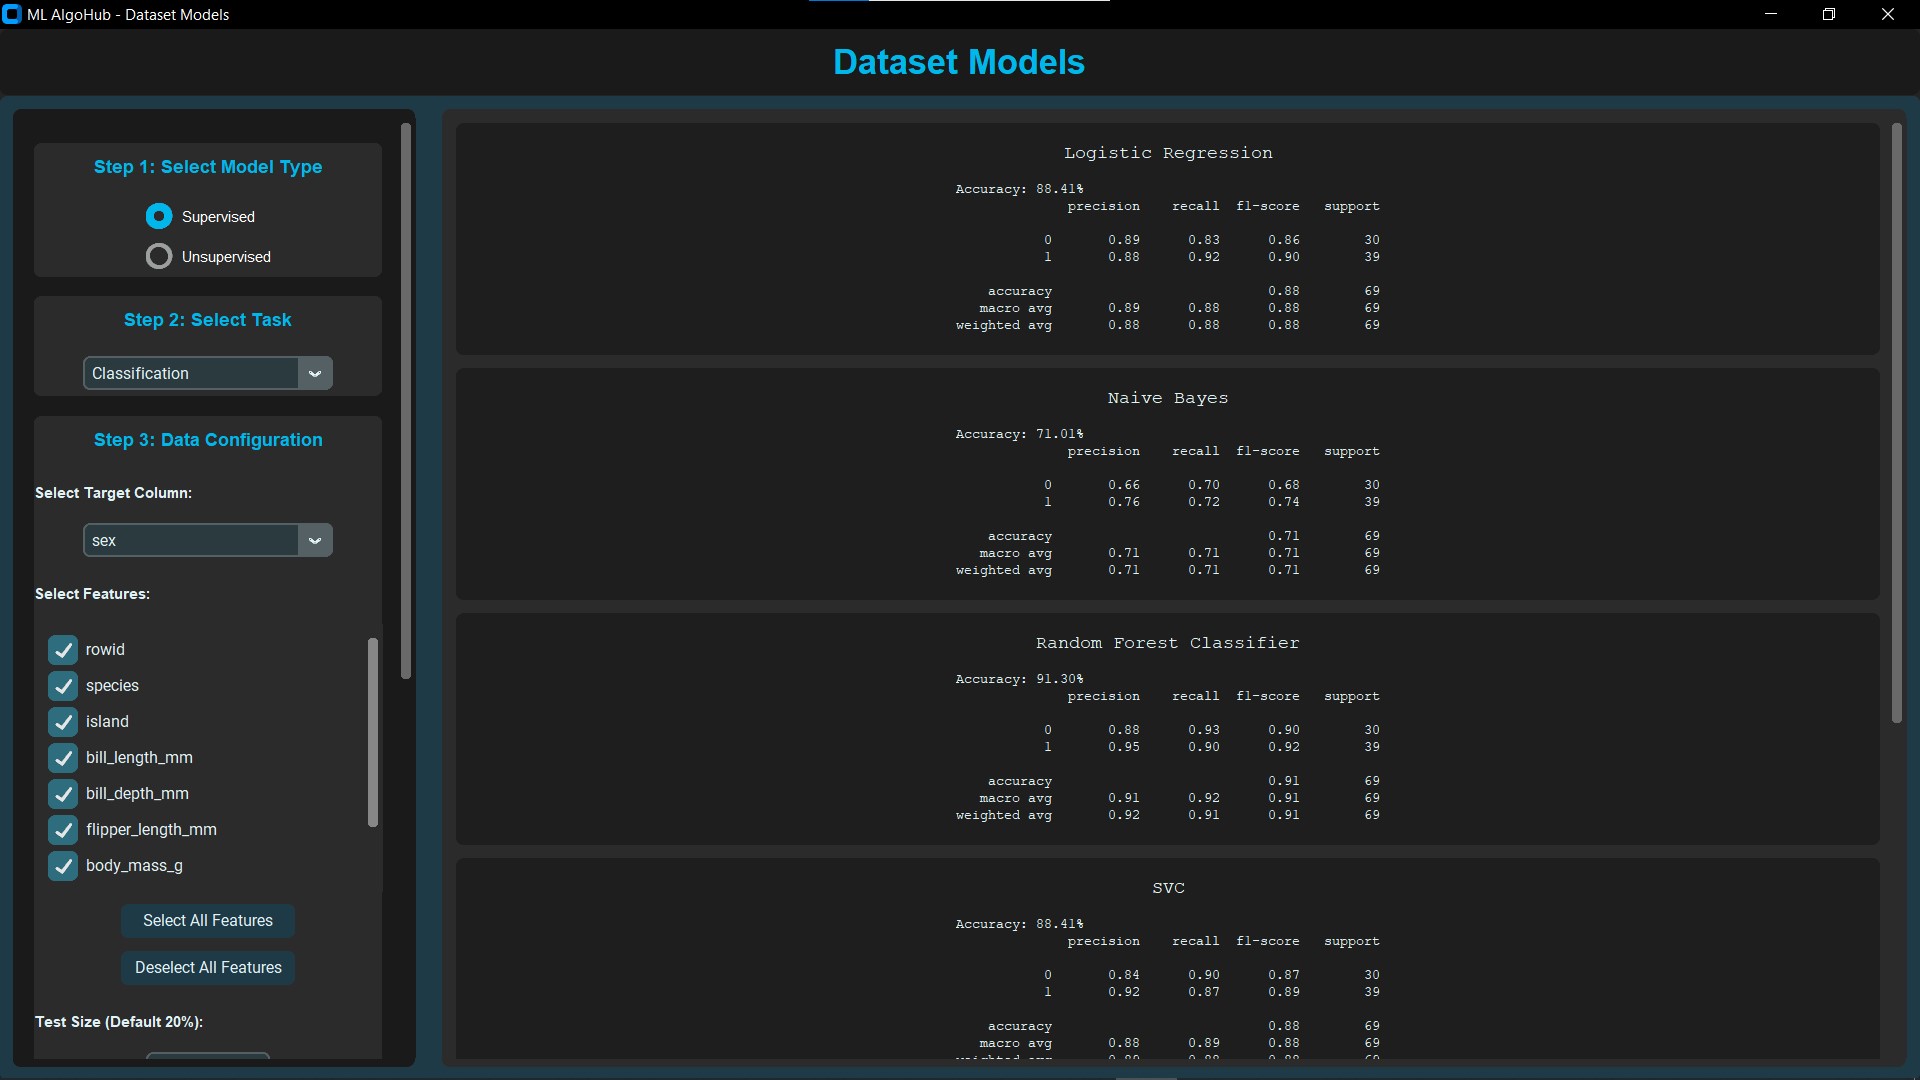 ML AlgoHub - Dataset Models
Dataset Models
Step 1: Select Model Type
Supervised
Unsupervised
Step 2: Select Task
Classification
Step 3: Data Configuration
Select Target Column:
sex
Select Features:
rowid
species
island
bill_length_mm
bill_depth_mm
flipper_length_mm
body_mass_g
Select All Features
Deselect All Features
Test Size (Default 20%):
Logistic Regression
Accuracy: 88.41%
precision recall f1-score support
0 0.89 0.83 0.86 30
1 0.88 0.92 0.90 39
accuracy 0.88 69
macro avg 0.89 0.88 0.88 69
weighted avg 0.88 0.88 0.88 69
Naive Bayes
Accuracy: 71.01%
precision recall f1-score support
0 0.66 0.70 0.68 30
1 0.76 0.72 0.74 39
accuracy 0.71 69
macro avg 0.71 0.71 0.71 69
weighted avg 0.71 0.71 0.71 69
Random Forest Classifier
Accuracy: 91.30%
precision recall f1-score support
0 0.88 0.93 0.90 30
1 0.95 0.90 0.92 39
accuracy 0.91 69
macro avg 0.91 0.92 0.91 69
weighted avg 0.92 0.91 0.91 69
SVC
Accuracy: 88.41%
precision recall f1-score support
0 0.84 0.90 0.87 30
1 0.92 0.87 0.89 39
accuracy 0.88 69
macro avg 0.88 0.89 0.88 69